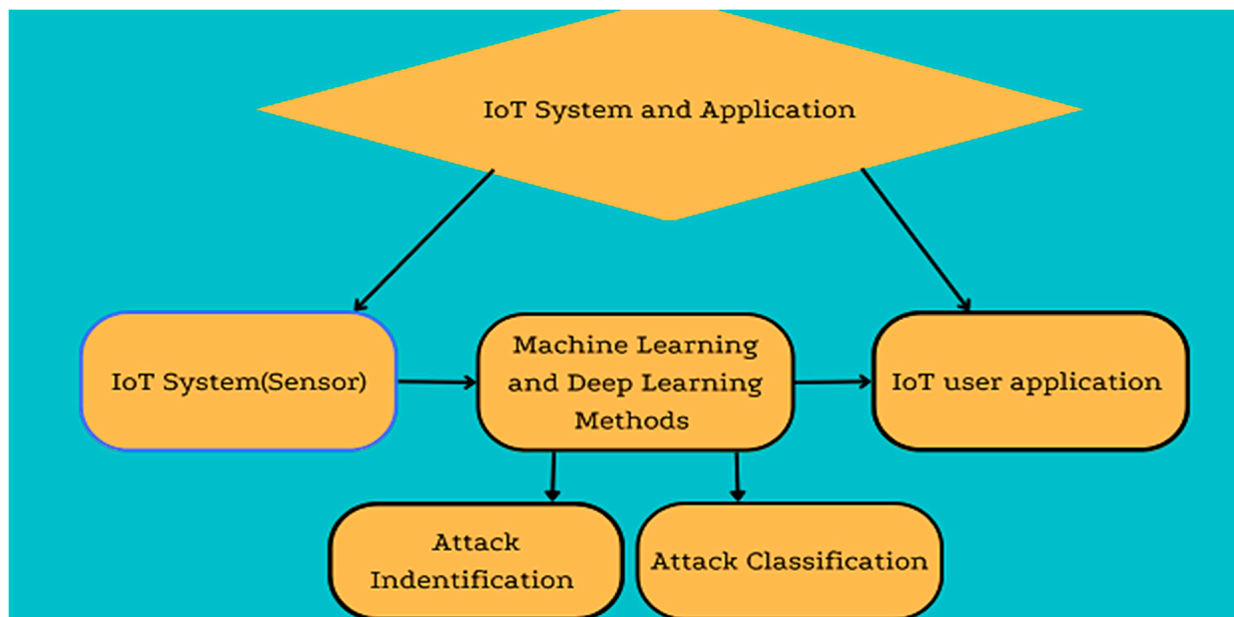 IoT System and Application
IoT System(Sensor)
Machine Learning
and Deep Learning
Methods
IoT user application
Attack
Indentification
Attack Classification